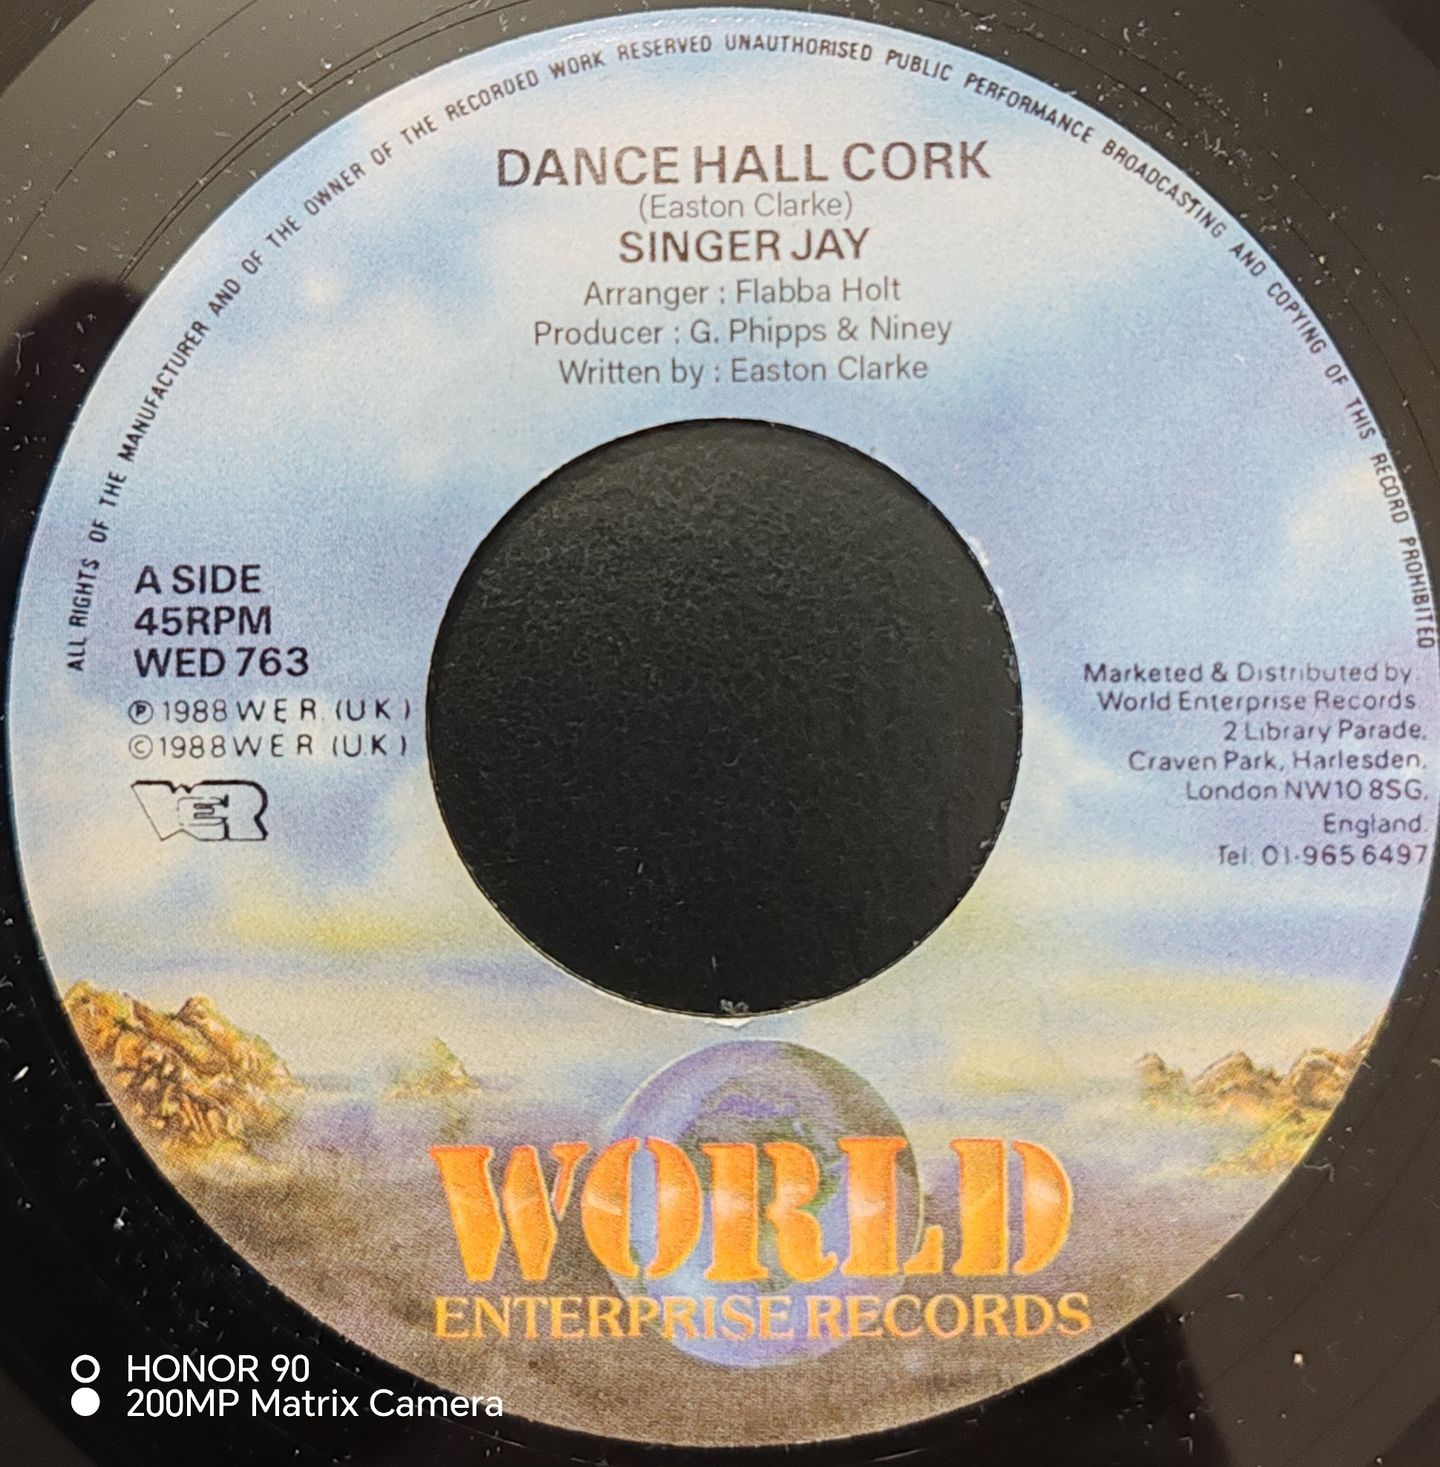 ALL RIGHTS OF THE MANUFACTURER AND OF THE OWNER OF THE RECORDED WORK RESERVED UNAUTHORISED PUBLIC PERFORMANCE BROADCASTING AND COPYING OF THIS RECORD PROHIBITED
DANCE HALL CORK
(Easton Clarke)
SINGER JAY
Arranger : Flabba Holt
Producer : G. Phipps & Niney
Written by : Easton Clarke
A SIDE
45RPM
WED 763
℗ 1988 W E R. (U K )
© 1988 W E R (U.K )
WER
Marketed & Distributed by:
World Enterprise Records.
2 Library Parade,
Craven Park, Harlesden,
London NW10 8SG.
England.
Tel: 01-965 6497
WORLD
ENTERPRISE RECORDS
HONOR 90
200MP Matrix Camera